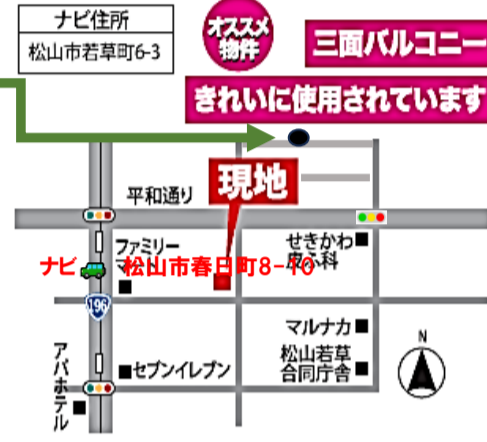 ナビ住所
松山市若草町6-3
オススメ
物件
三面バルコニー
きれいに使用されています
現地
平和通り
ファミリー
せきかわ
皮ふ科
ナビ
松山市春日町8-10
196
マルナカ
松山若草
合同庁舎
セブンイレブン
アパホテル
N